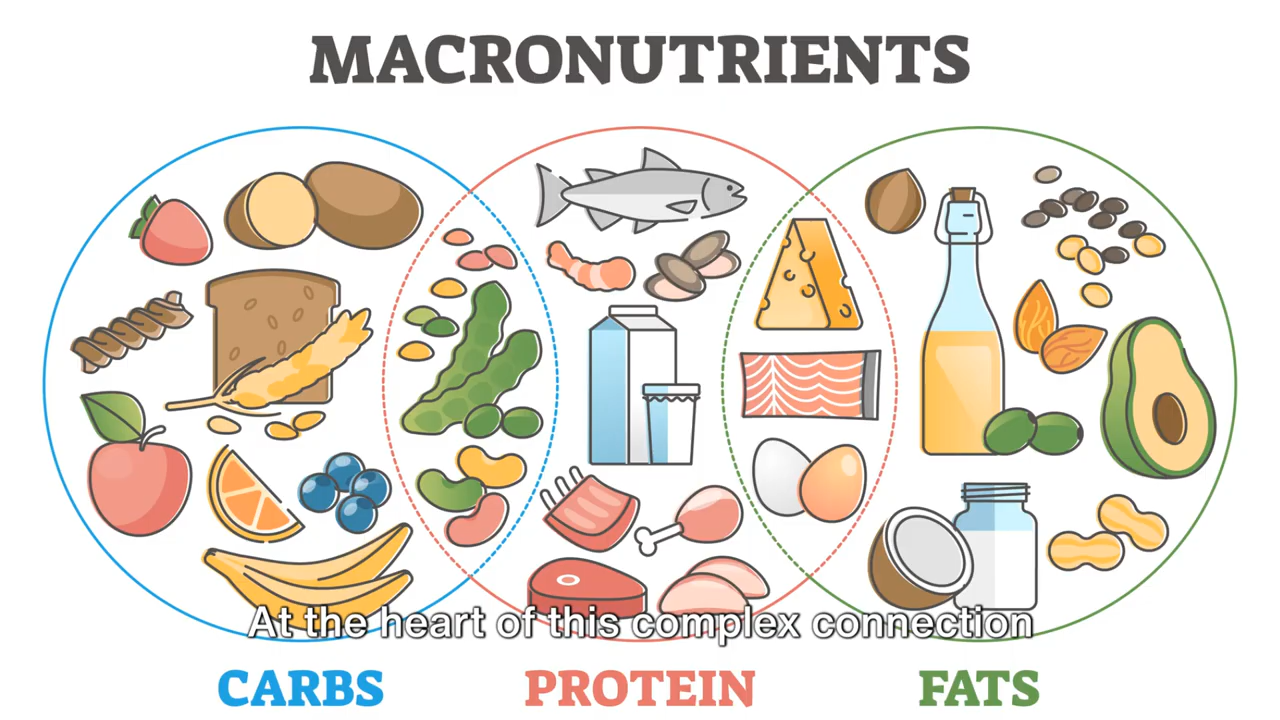 MACRONUTRIENTS
At the heart of this complex connection
CARBS PROTEIN FATS